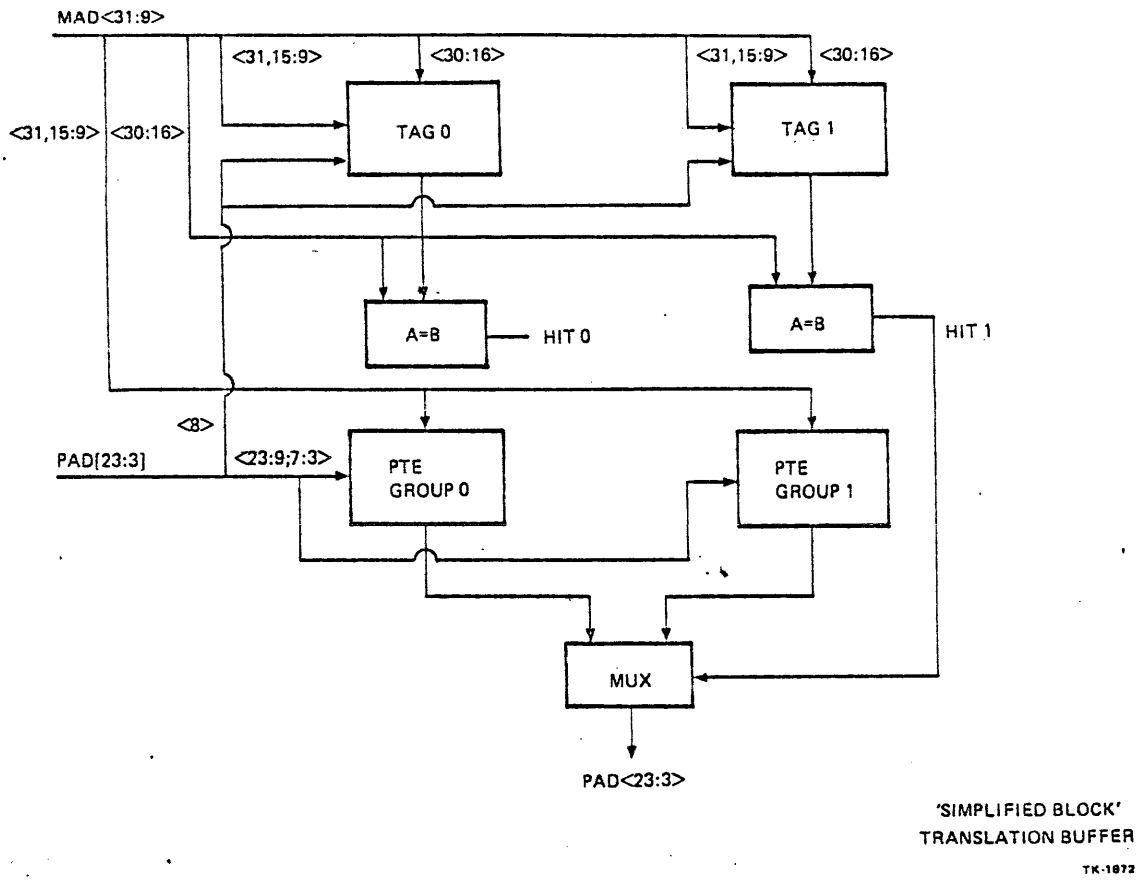 MAD<31:9>
<31,15:9>
<30:16>
<31,15:9>
<30:16>
<31,15:9>
<30:16>
TAG 0
TAG 1
A=B
HIT 0
A=B
HIT 1
<8>
PAD[23:3]
<23:9;7:3>
PTE
GROUP 0
PTE
GROUP 1
MUX
PAD<23:3>
'SIMPLIFIED BLOCK'
TRANSLATION BUFFER
TK-1872